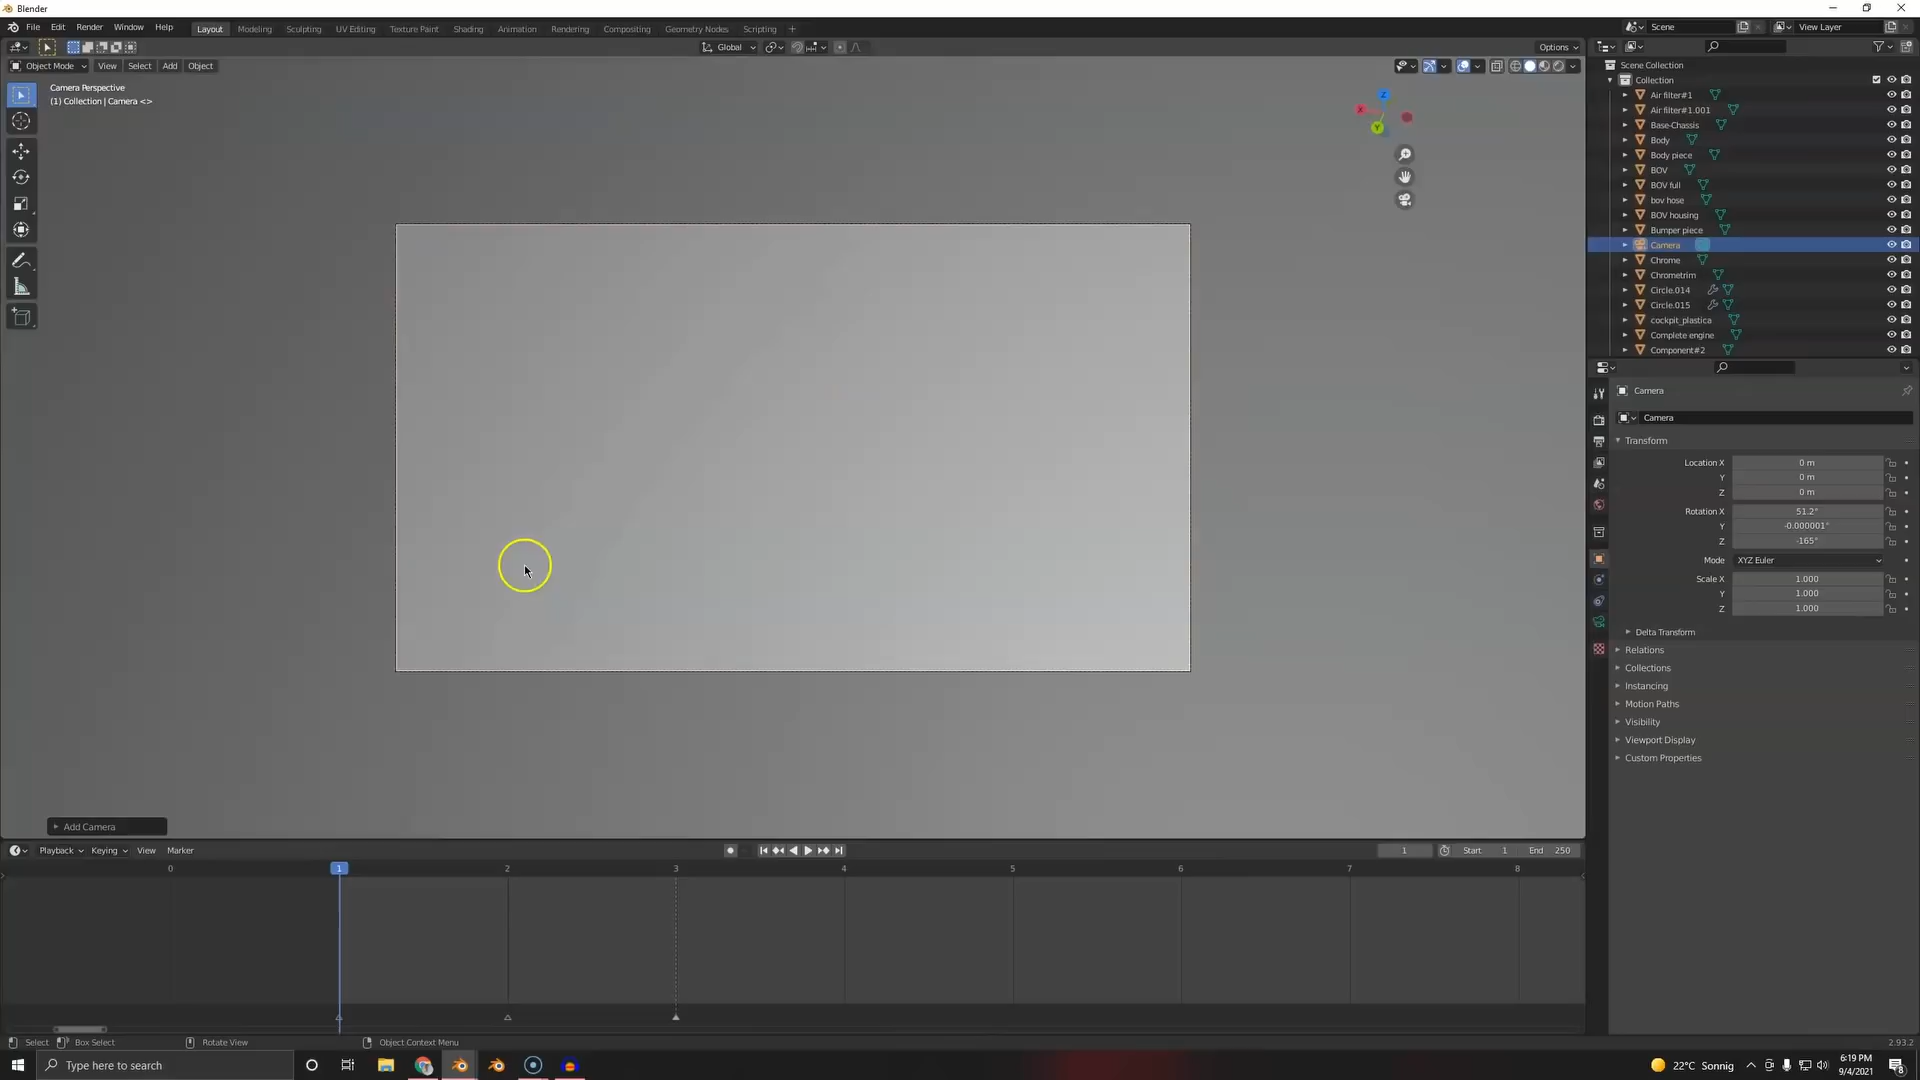 Blender
File Edit Render Window Help
Layout Modeling Sculpting UV Editing Texture Paint Shading Animation Rendering Compositing Geometry Nodes Scripting +
Scene
View Layer
Global
Options
Object Mode View Select Add Object
Camera Perspective
(1) Collection | Camera <>
Z
X
Y
Add Camera
Scene Collection
Collection
Air filter#1
Air filter#1.001
Base-Chassis
Body
Body piece
BOV
BOV full
bov hose
BOV housing
Bumper piece
Camera
Chrome
Chrometrim
Circle.014
Circle.015
cockpit_plastica
Complete engine
Component#2
Camera
Camera
Transform
Location X 0 m
Y 0 m
Z 0 m
Rotation X 51.2°
Y -0.000001°
Z -165°
Mode XYZ Euler
Scale X 1.000
Y 1.000
Z 1.000
Delta Transform
Relations
Collections
Instancing
Motion Paths
Visibility
Viewport Display
Custom Properties
Playback Keying View Marker
1 Start 1 End 250
0 1 2 3 4 5 6 7 8
Select Box Select Rotate View Object Context Menu 2.93.2
Type here to search
22°C Sonnig
6:19 PM
9/4/2021
8